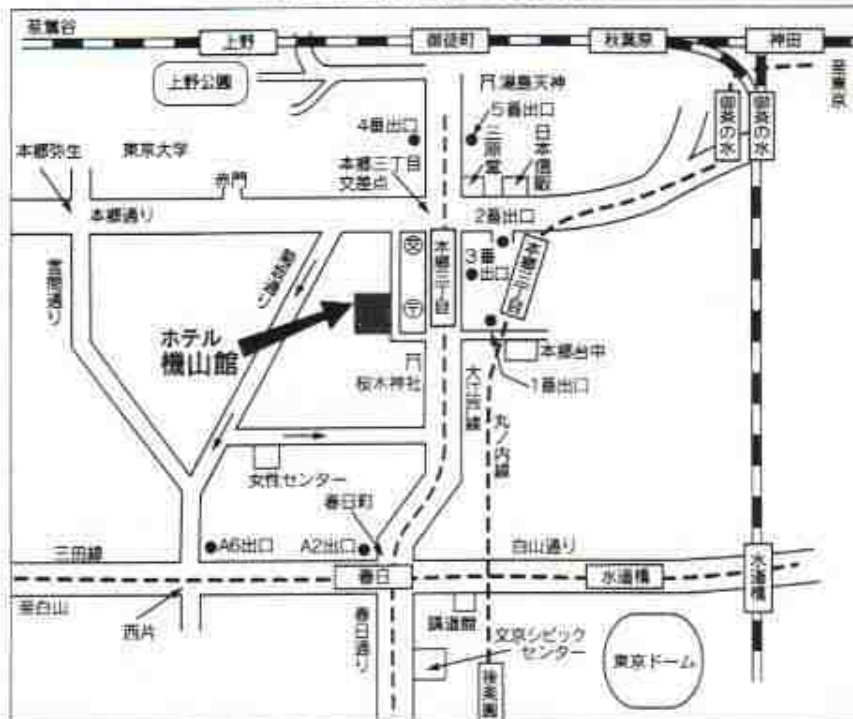 至鶯谷
上野
御徒町
秋葉原
神田
至東京
上野公園
湯島天神
御茶の水
御茶の水
4番出口
5番出口
本郷弥生
東京大学
赤門
本郷三丁目
交差点
三原堂
日本信販
本郷通り
2番出口
言問通り
本郷三丁目
3番
出口
本郷三丁目
ホテル
機山館
桜木神社
大江戸線
丸ノ内線
本郷台中
1番出口
女性センター
春日町
三田線
A6出口
A2出口
白山通り
春日
水道橋
水道橋
至白山
西片
春日通り
講道館
文京シビック
センター
後楽園
東京ドーム